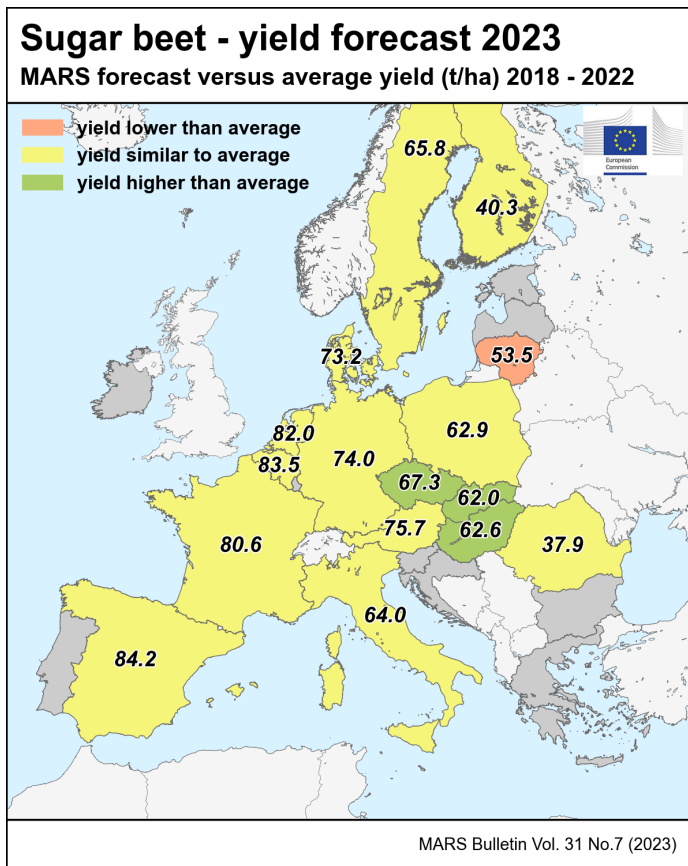 Sugar beet - yield forecast 2023
MARS forecast versus average yield (t/ha) 2018 - 2022
yield lower than average
yield similar to average
yield higher than average
European
Commission
65.8
40.3
73.2
53.5
82.0
62.9
83.5
74.0
67.3
62.0
75.7
62.6
80.6
37.9
64.0
84.2
MARS Bulletin Vol. 31 No.7 (2023)